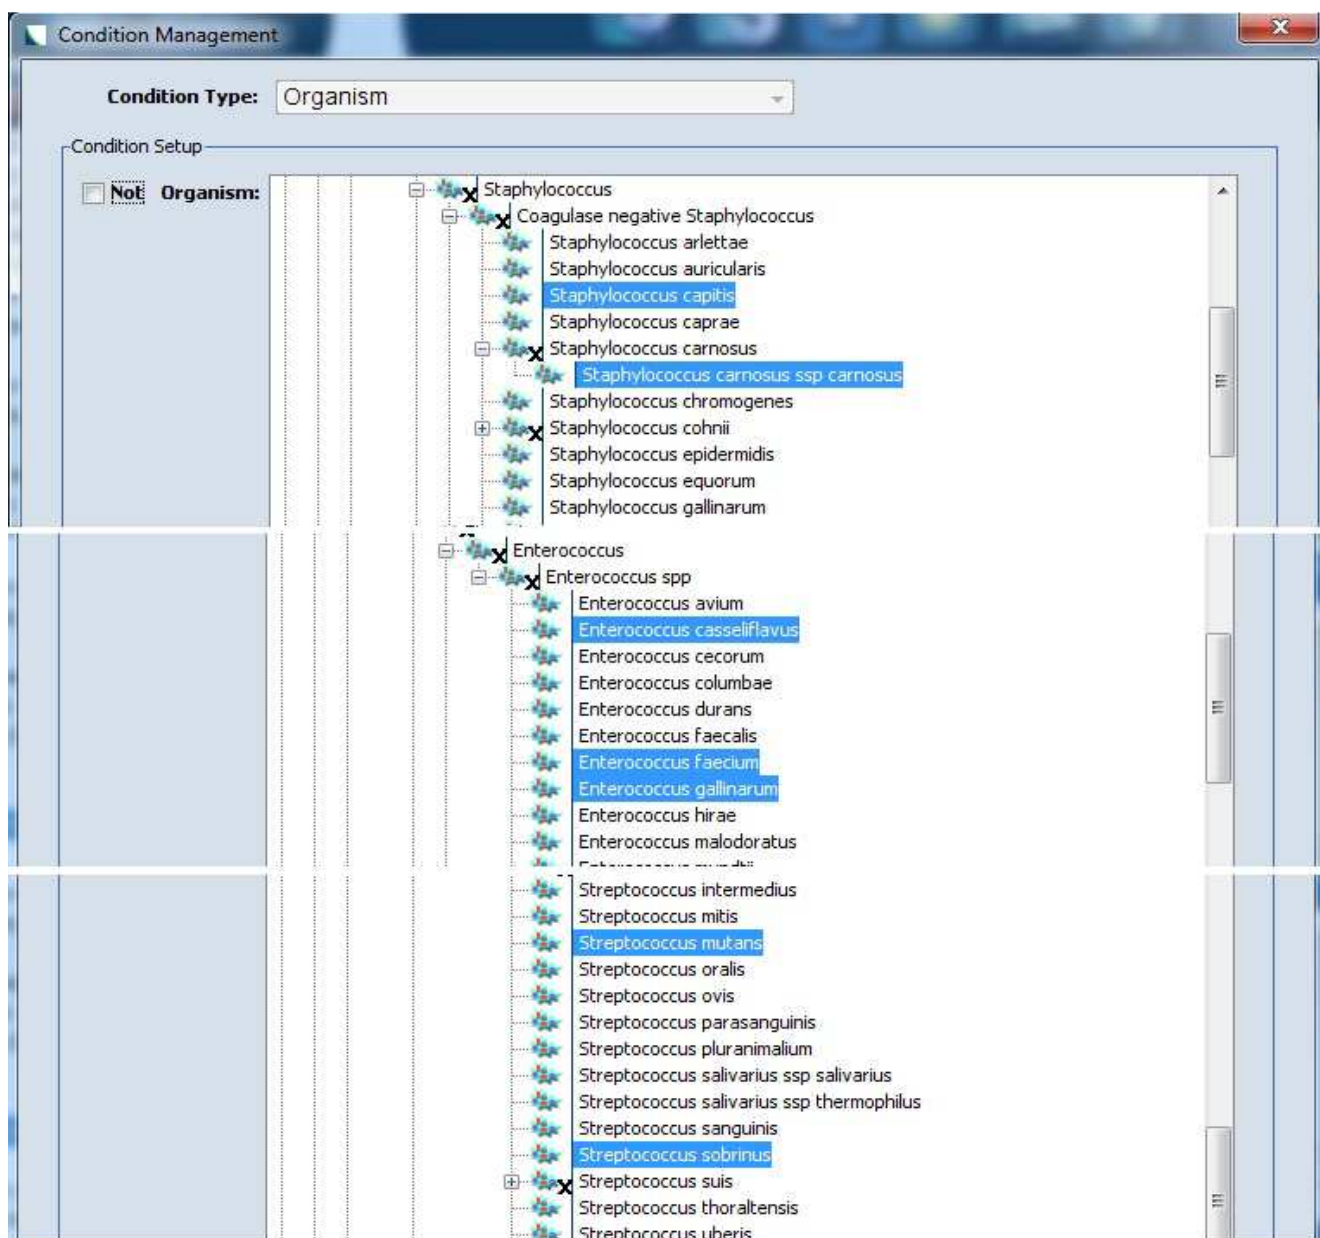 Condition Management
Condition Type: Organism
Condition Setup
Not Organism: Staphylococcus
Coagulase negative Staphylococcus
Staphylococcus arlettae
Staphylococcus auricularis
Staphylococcus capitis
Staphylococcus caprae
Staphylococcus carnosus
Staphylococcus carnosus ssp carnosus
Staphylococcus chromogenes
Staphylococcus cohnii
Staphylococcus epidermidis
Staphylococcus equorum
Staphylococcus gallinarum
Enterococcus
Enterococcus spp
Enterococcus avium
Enterococcus casseliflavus
Enterococcus cecorum
Enterococcus columbae
Enterococcus durans
Enterococcus faecalis
Enterococcus faecium
Enterococcus gallinarum
Enterococcus hirae
Enterococcus malodoratus
Streptococcus intermedius
Streptococcus mitis
Streptococcus mutans
Streptococcus oralis
Streptococcus ovis
Streptococcus parasanguinis
Streptococcus pluranimalium
Streptococcus salivarius ssp salivarius
Streptococcus salivarius ssp thermophilus
Streptococcus sanguinis
Streptococcus sobrinus
Streptococcus suis
Streptococcus thoraltensis
Streptococcus uberis